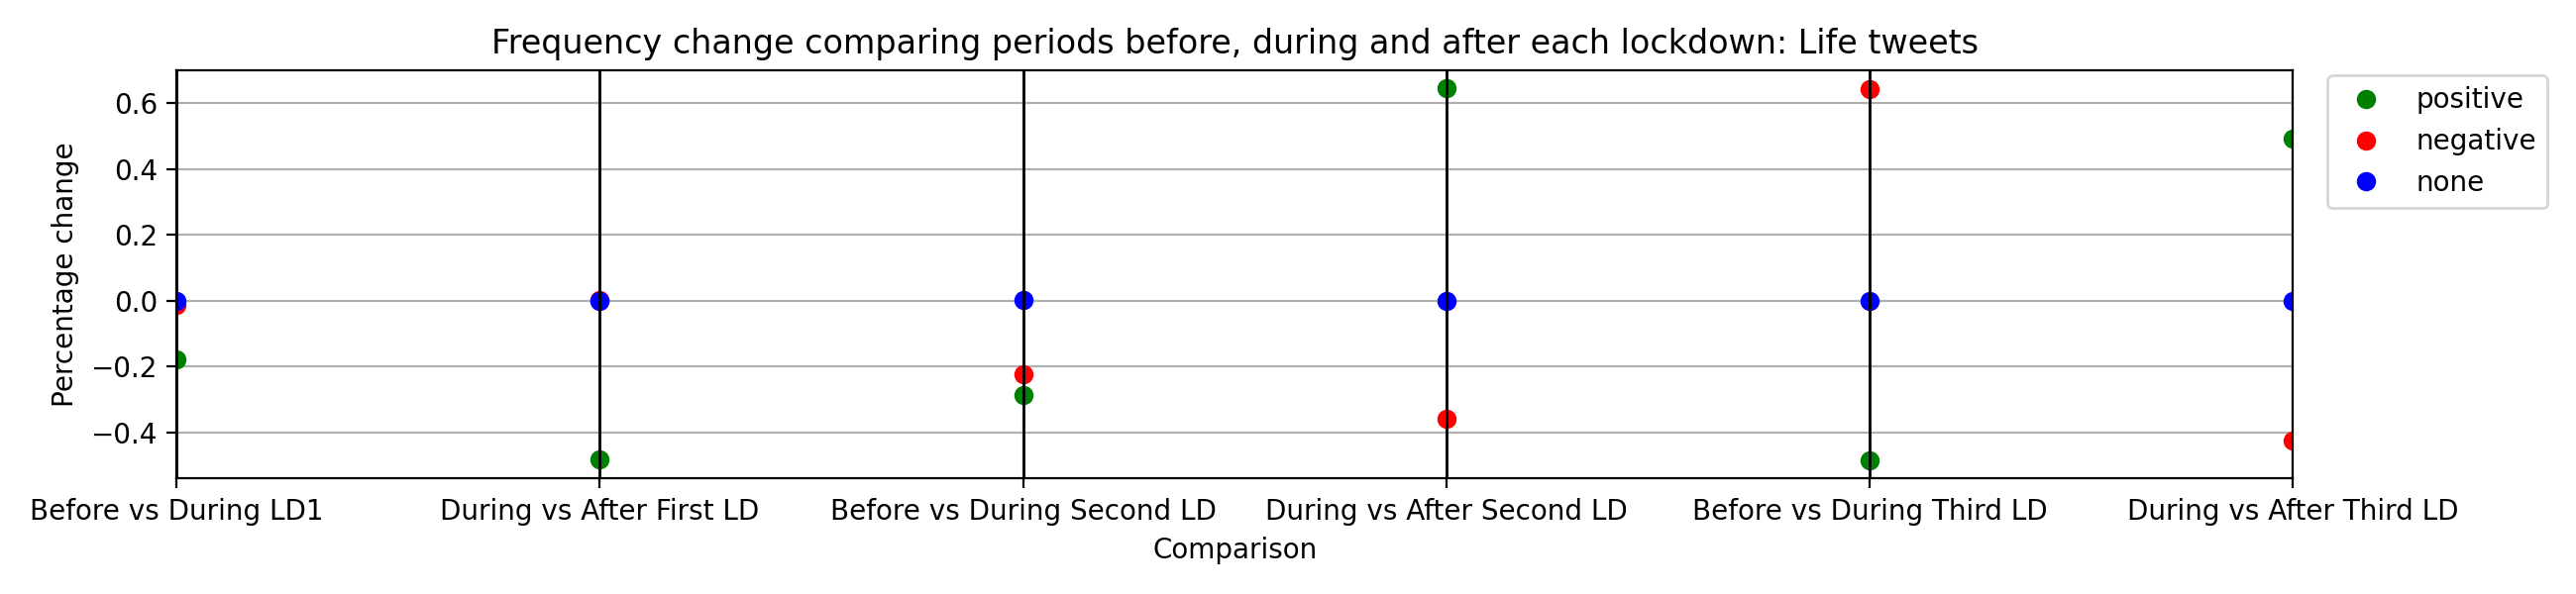 Frequency change comparing periods before, during and after each lockdown: Life tweets
positive
negative
none
Percentage change
0.6
0.4
0.2
0.0
−0.2
−0.4
Before vs During LD1
During vs After First LD
Before vs During Second LD
During vs After Second LD
Before vs During Third LD
During vs After Third LD
Comparison